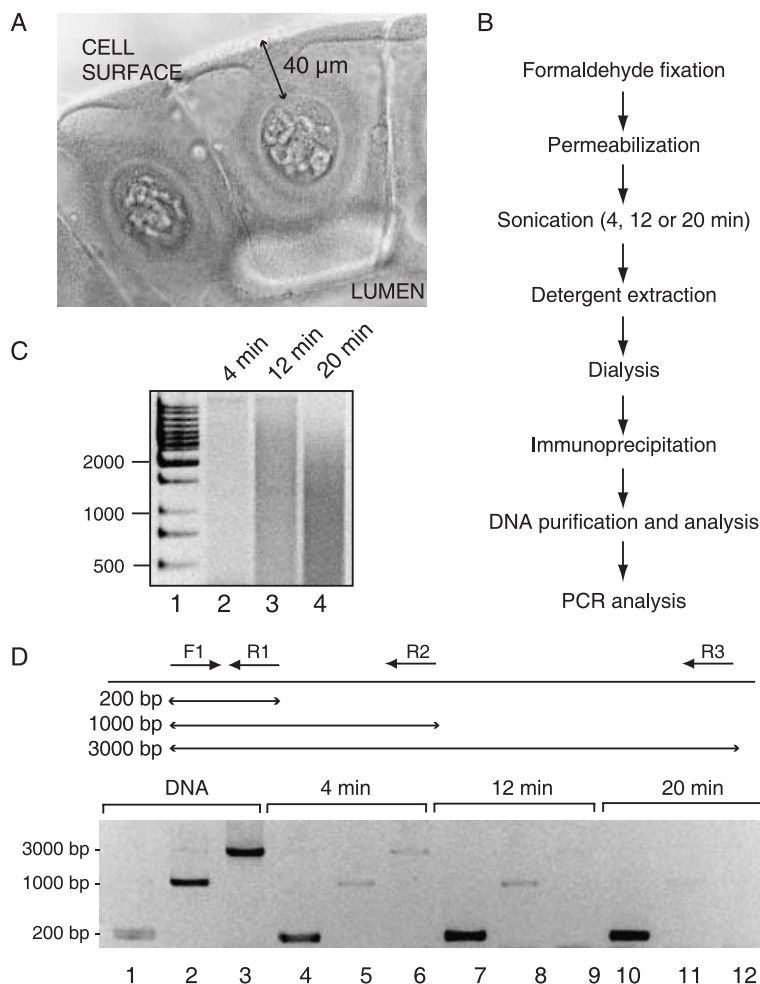 A
CELL
SURFACE
40 μm
LUMEN
B
Formaldehyde fixation
Permeabilization
Sonication (4, 12 or 20 min)
Detergent extraction
Dialysis
Immunoprecipitation
DNA purification and analysis
PCR analysis
C
4 min 12 min 20 min
2000
1000
500
1 2 3 4
D
F1 R1 R2 R3
200 bp
1000 bp
3000 bp
DNA 4 min 12 min 20 min
3000 bp
1000 bp
200 bp
1 2 3 4 5 6 7 8 9 10 11 12